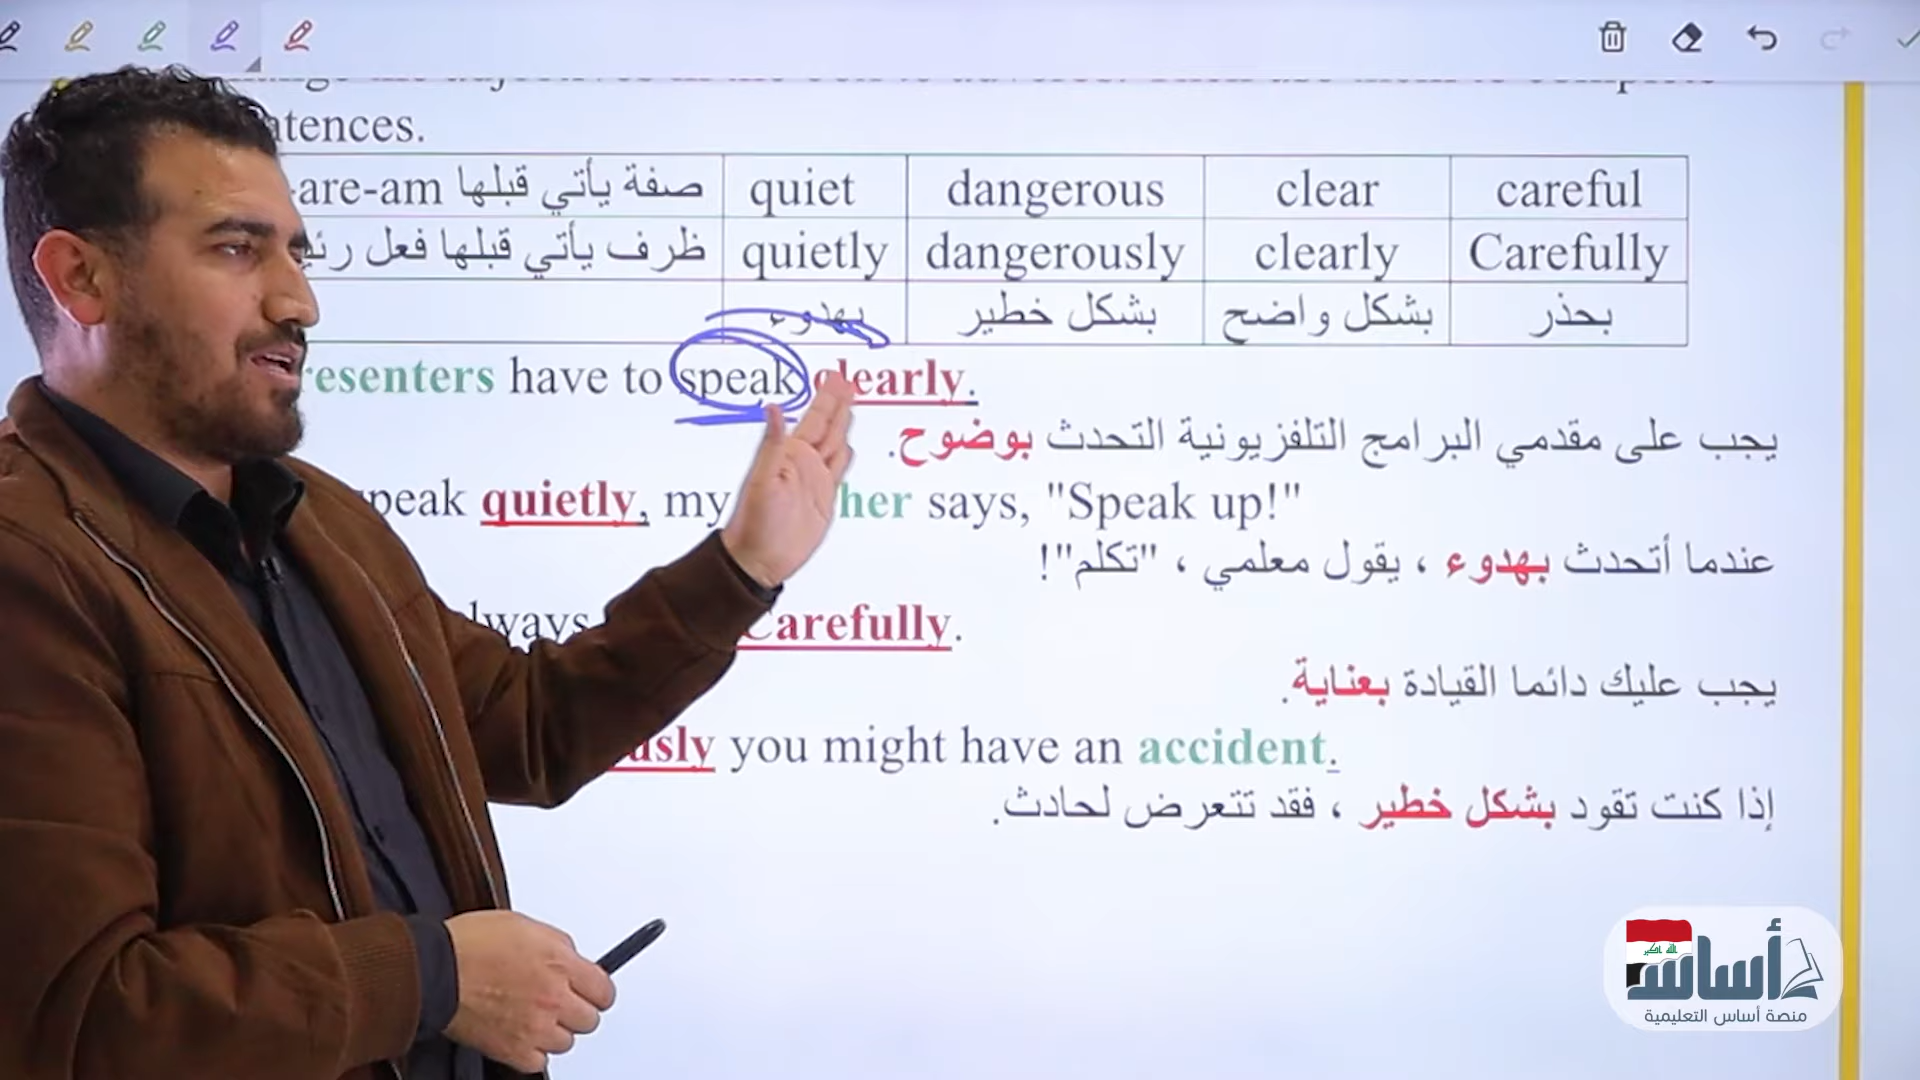 atences.
-are-am صفة يأتي قبلها quiet dangerous clear careful
ظرف يأتي قبلها فعل quietly dangerously clearly Carefully
بهدوء بشكل خطير بشكل واضح بحذر
resenters have to speak clearly.
يجب على مقدمي البرامج التلفزيونية التحدث بوضوح.
peak quietly, my her says, "Speak up!"
عندما أتحدث بهدوء ، يقول معلمي ، "تكلم"!
lways Carefully.
يجب عليك دائما القيادة بعناية.
usly you might have an accident.
إذا كنت تقود بشكل خطير ، فقد تتعرض لحادث.
أساس
منصة أساس التعليمية